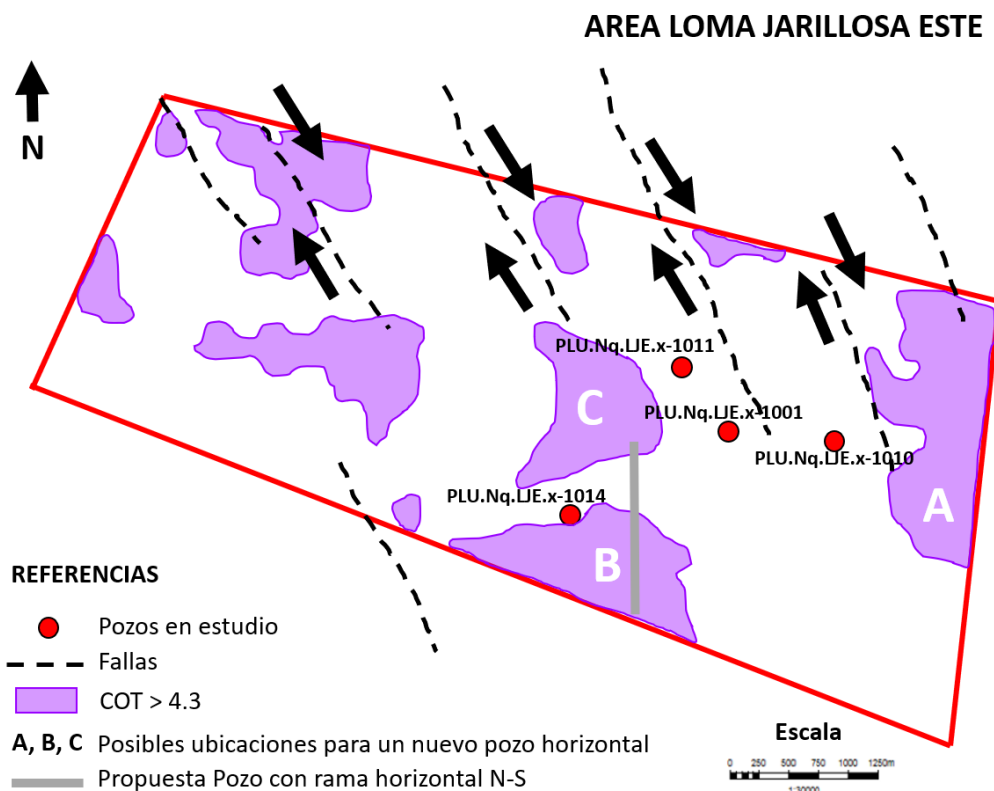 AREA LOMA JARILLOSA ESTE
N
PLU.Nq.LJE.x-1011
C
PLU.Nq.LJE.x-1001
PLU.Nq.LJE.x-1010
PLU.Nq.LJE.x-1014
A
B
REFERENCIAS
Pozos en estudio
Fallas
COT > 4.3
A, B, C Posibles ubicaciones para un nuevo pozo horizontal
Propuesta Pozo con rama horizontal N-S
Escala
0 250 500 1000 1250m
1:30000